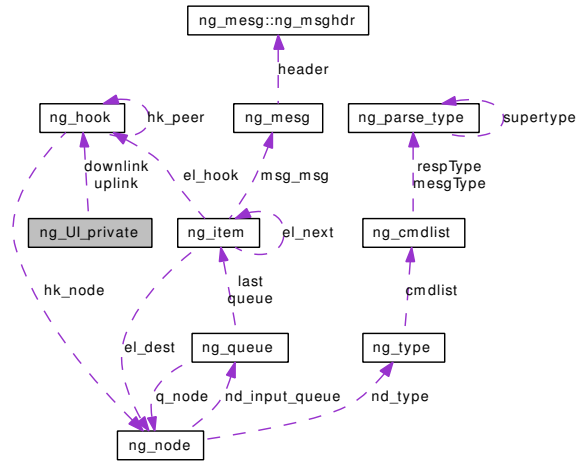 ng_mesg::ng_msghdr
header
ng_hook
hk_peer
ng_mesg
ng_parse_type
supertype
downlink
uplink
el_hook
msg_msg
respType
mesgType
ng_UI_private
ng_item
el_next
ng_cmdlist
hk_node
last
queue
cmdlist
el_dest
ng_queue
ng_type
q_node
nd_input_queue
nd_type
ng_node